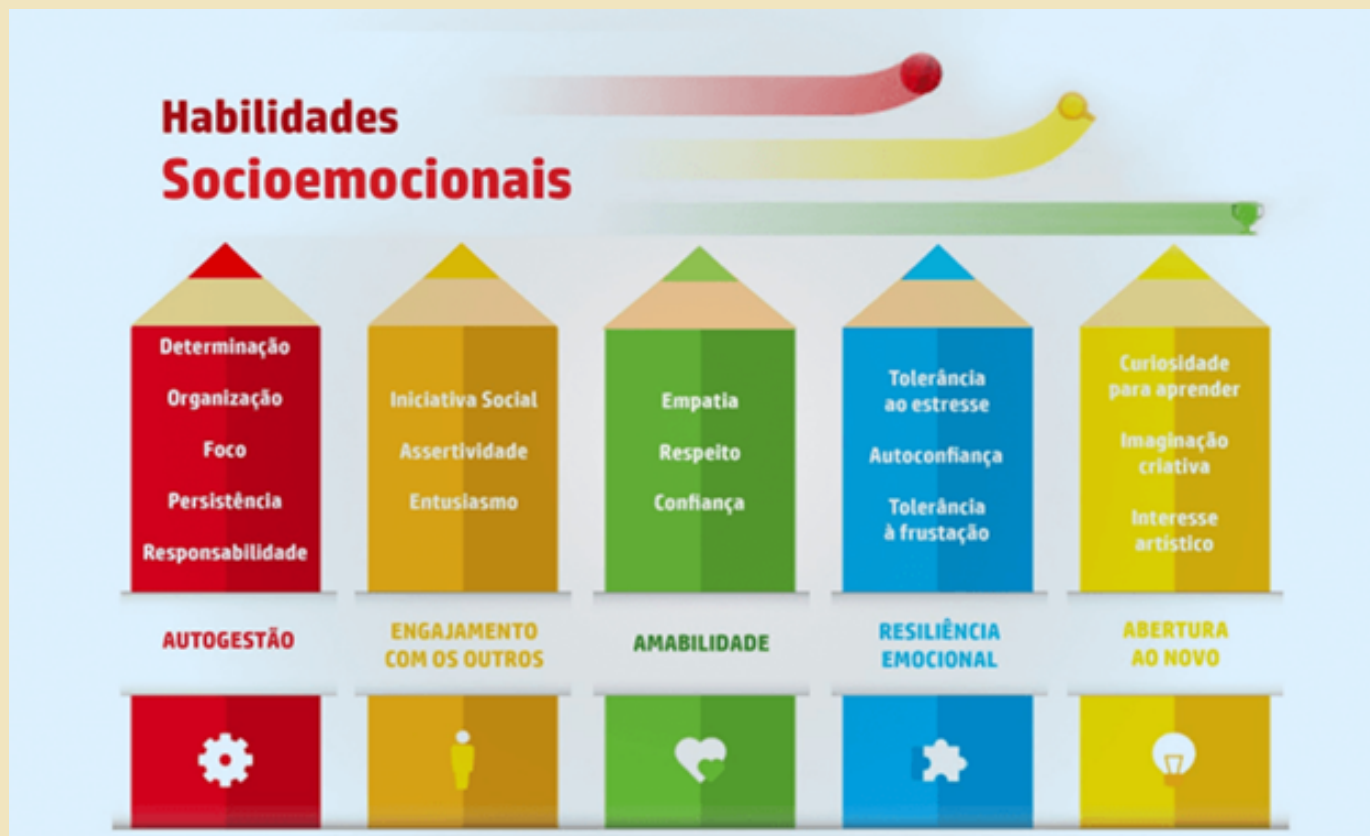 Habilidades
Socioemocionais
Determinação
Organização
Foco
Persistência
Responsabilidade
AUTOGESTÃO
Iniciativa Social
Assertividade
Entusiasmo
ENGAJAMENTO
COM OS OUTROS
Empatia
Respeito
Confiança
AMABILIDADE
Tolerância
ao estresse
Autoconfiança
Tolerância
à frustação
RESILIÊNCIA
EMOCIONAL
Curiosidade
para aprender
Imaginação
criativa
Interesse
artístico
ABERTURA
AO NOVO